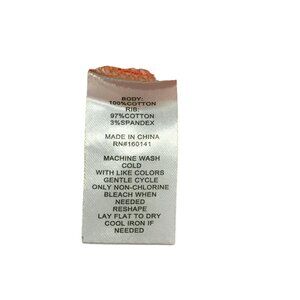 BODY:
100%COTTON
RIB:
97%COTTON
3%SPANDEX
MADE IN CHINA
RN#160141
MACHINE WASH
COLD
WITH LIKE COLORS
GENTLE CYCLE
ONLY NON-CHLORINE
BLEACH WHEN
NEEDED
RESHAPE
LAY FLAT TO DRY
COOL IRON IF
NEEDED